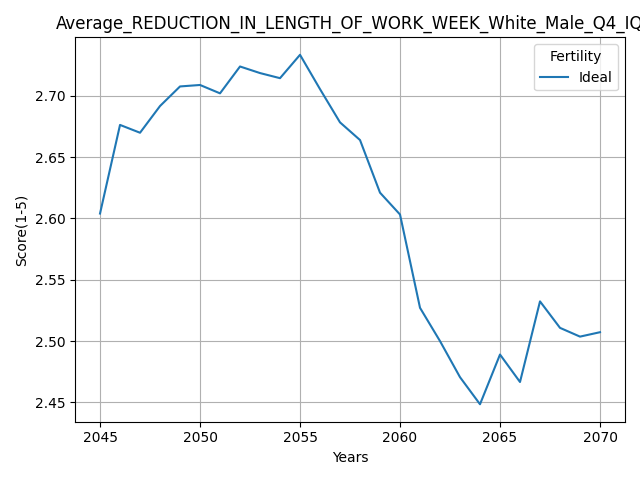 Average_REDUCTION_IN_LENGTH_OF_WORK_WEEK_White_Male_Q4_IQ
Fertility
Ideal
2.70
2.65
2.60
2.55
2.50
2.45
Score(1-5)
2045 2050 2055 2060 2065 2070
Years